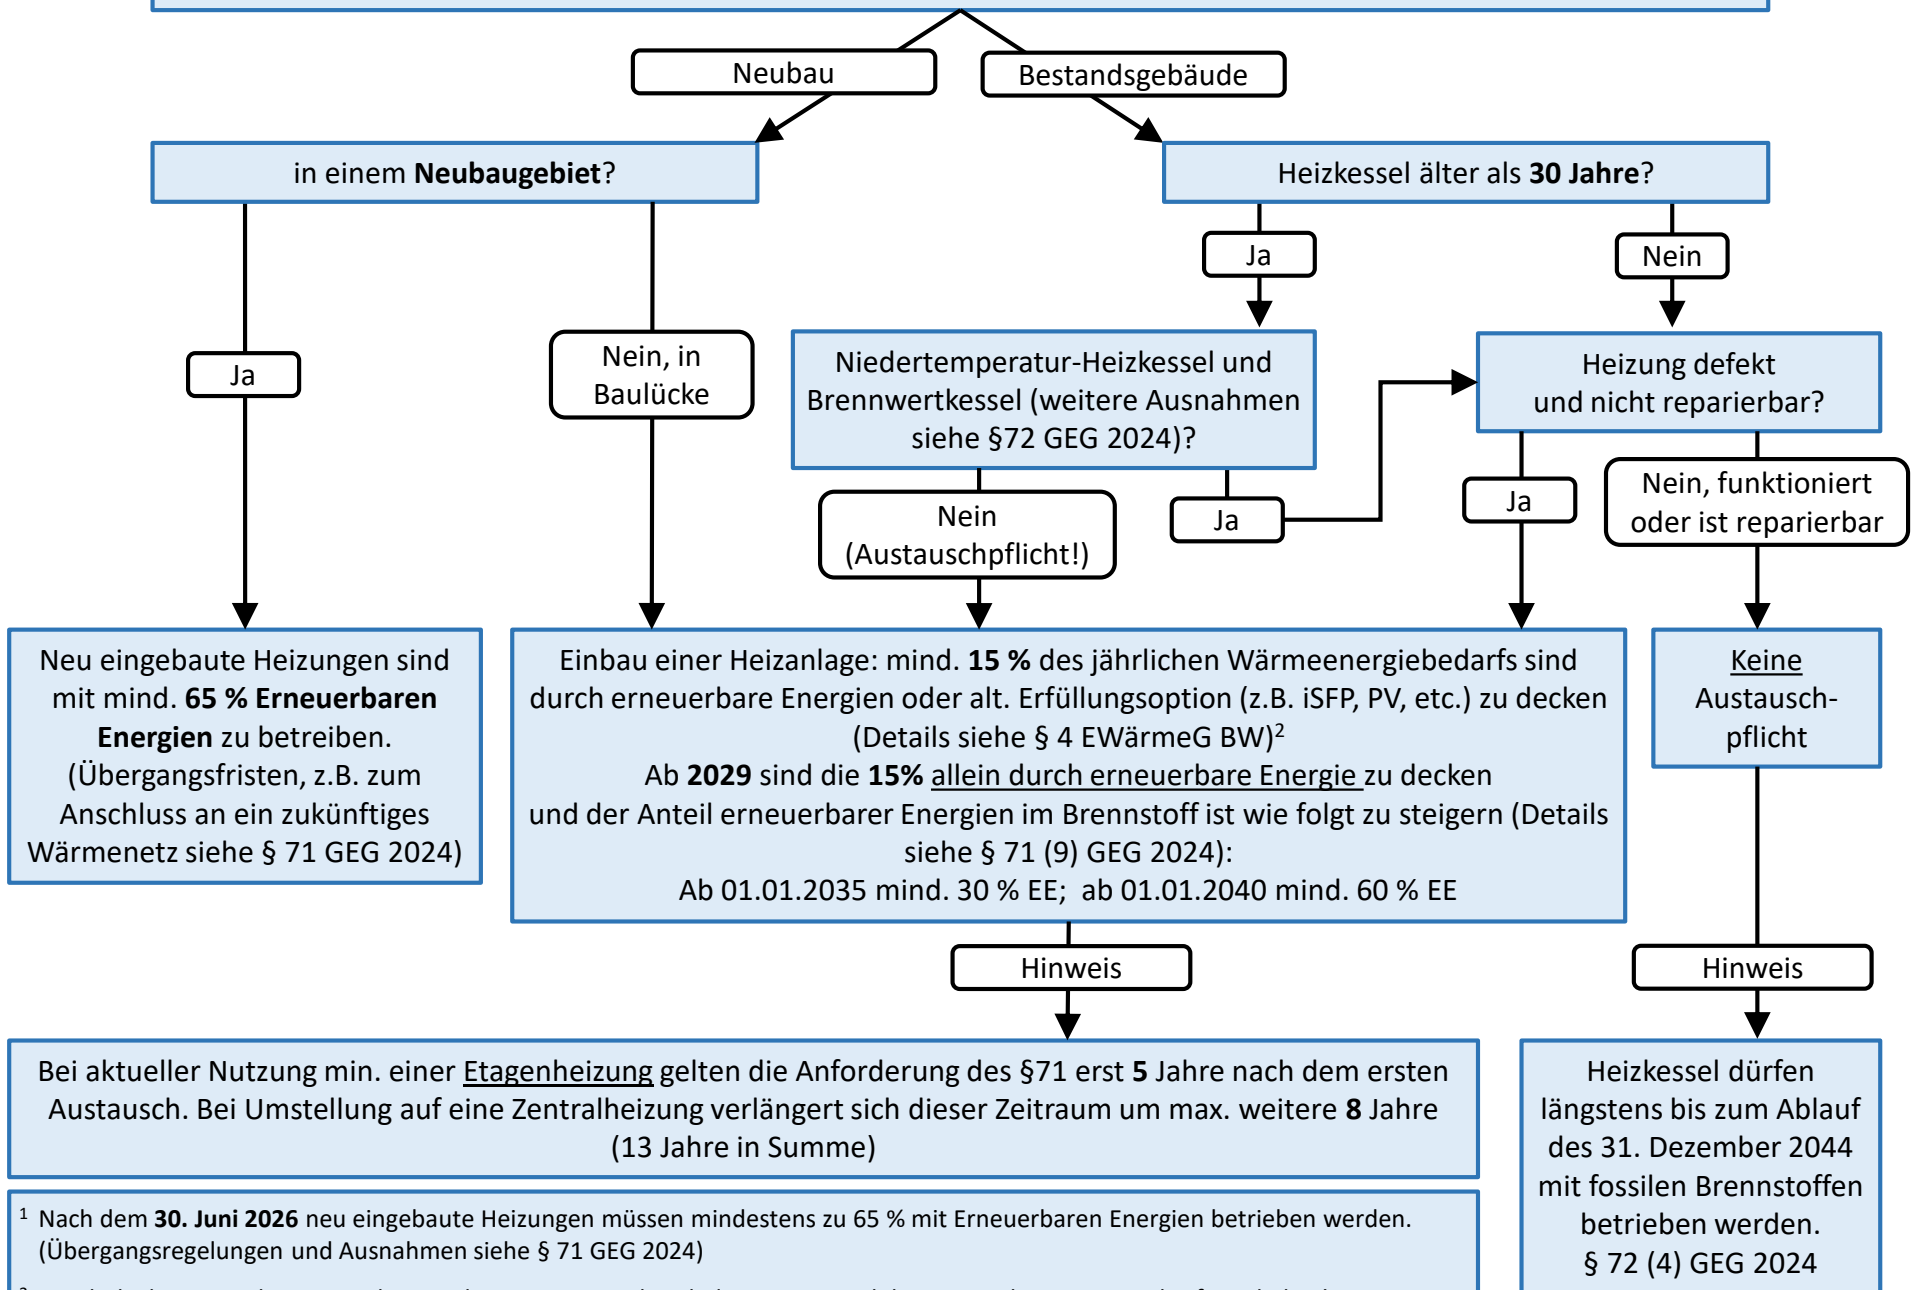 Neubau
Bestandsgebäude
in einem Neubaugebiet?
Heizkessel älter als 30 Jahre?
Ja
Nein
Ja
Nein, in
Baulücke
Niedertemperatur-Heizkessel und
Brennwertkessel (weitere Ausnahmen
siehe §72 GEG 2024)?
Heizung defekt
und nicht reparierbar?
Nein
(Austauschpflicht!)
Ja
Ja
Nein, funktioniert
oder ist reparierbar
Neu eingebaute Heizungen sind
mit mind. 65 % Erneuerbaren
Energien zu betreiben.
(Übergangsfristen, z.B. zum
Anschluss an ein zukünftiges
Wärmenetz siehe § 71 GEG 2024)
Einbau einer Heizanlage: mind. 15 % des jährlichen Wärmeenergiebedarfs sind
durch erneuerbare Energien oder alt. Erfüllungsoption (z.B. iSFP, PV, etc.) zu decken
(Details siehe § 4 EWärmeG BW)²
Ab 2029 sind die 15% allein durch erneuerbare Energie zu decken
und der Anteil erneuerbarer Energien im Brennstoff ist wie folgt zu steigern (Details
siehe § 71 (9) GEG 2024):
Ab 01.01.2035 mind. 30 % EE; ab 01.01.2040 mind. 60 % EE
Keine
Austausch-
pflicht
Hinweis
Hinweis
Bei aktueller Nutzung min. einer Etagenheizung gelten die Anforderung des §71 erst 5 Jahre nach dem ersten
Austausch. Bei Umstellung auf eine Zentralheizung verlängert sich dieser Zeitraum um max. weitere 8 Jahre
(13 Jahre in Summe)
Heizkessel dürfen
längstens bis zum Ablauf
des 31. Dezember 2044
mit fossilen Brennstoffen
betrieben werden.
§ 72 (4) GEG 2024
¹ Nach dem 30. Juni 2026 neu eingebaute Heizungen müssen mindestens zu 65 % mit Erneuerbaren Energien betrieben werden.
(Übergangsregelungen und Ausnahmen siehe § 71 GEG 2024)